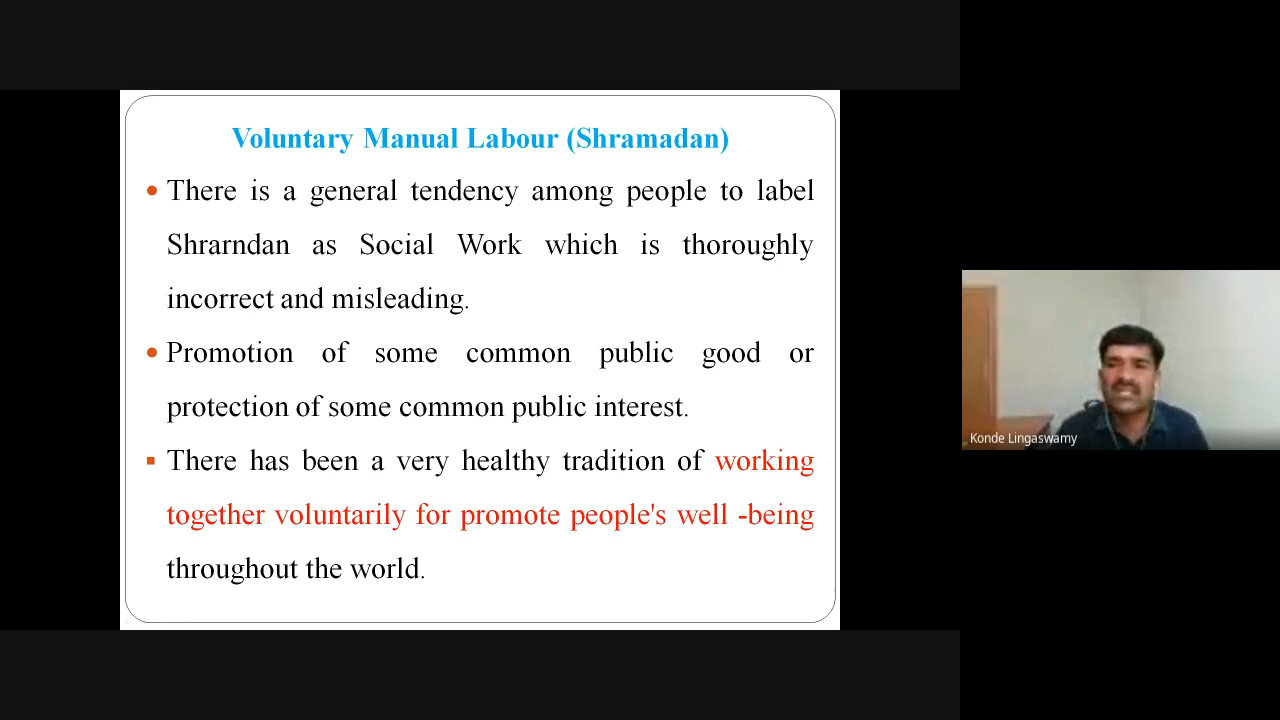 Voluntary Manual Labour (Shramadan)
• There is a general tendency among people to label
Shrarndan as Social Work which is thoroughly
incorrect and misleading.
• Promotion of some common public good or
protection of some common public interest.
▪ There has been a very healthy tradition of working
together voluntarily for promote people's well -being
throughout the world.
Konde Lingaswamy